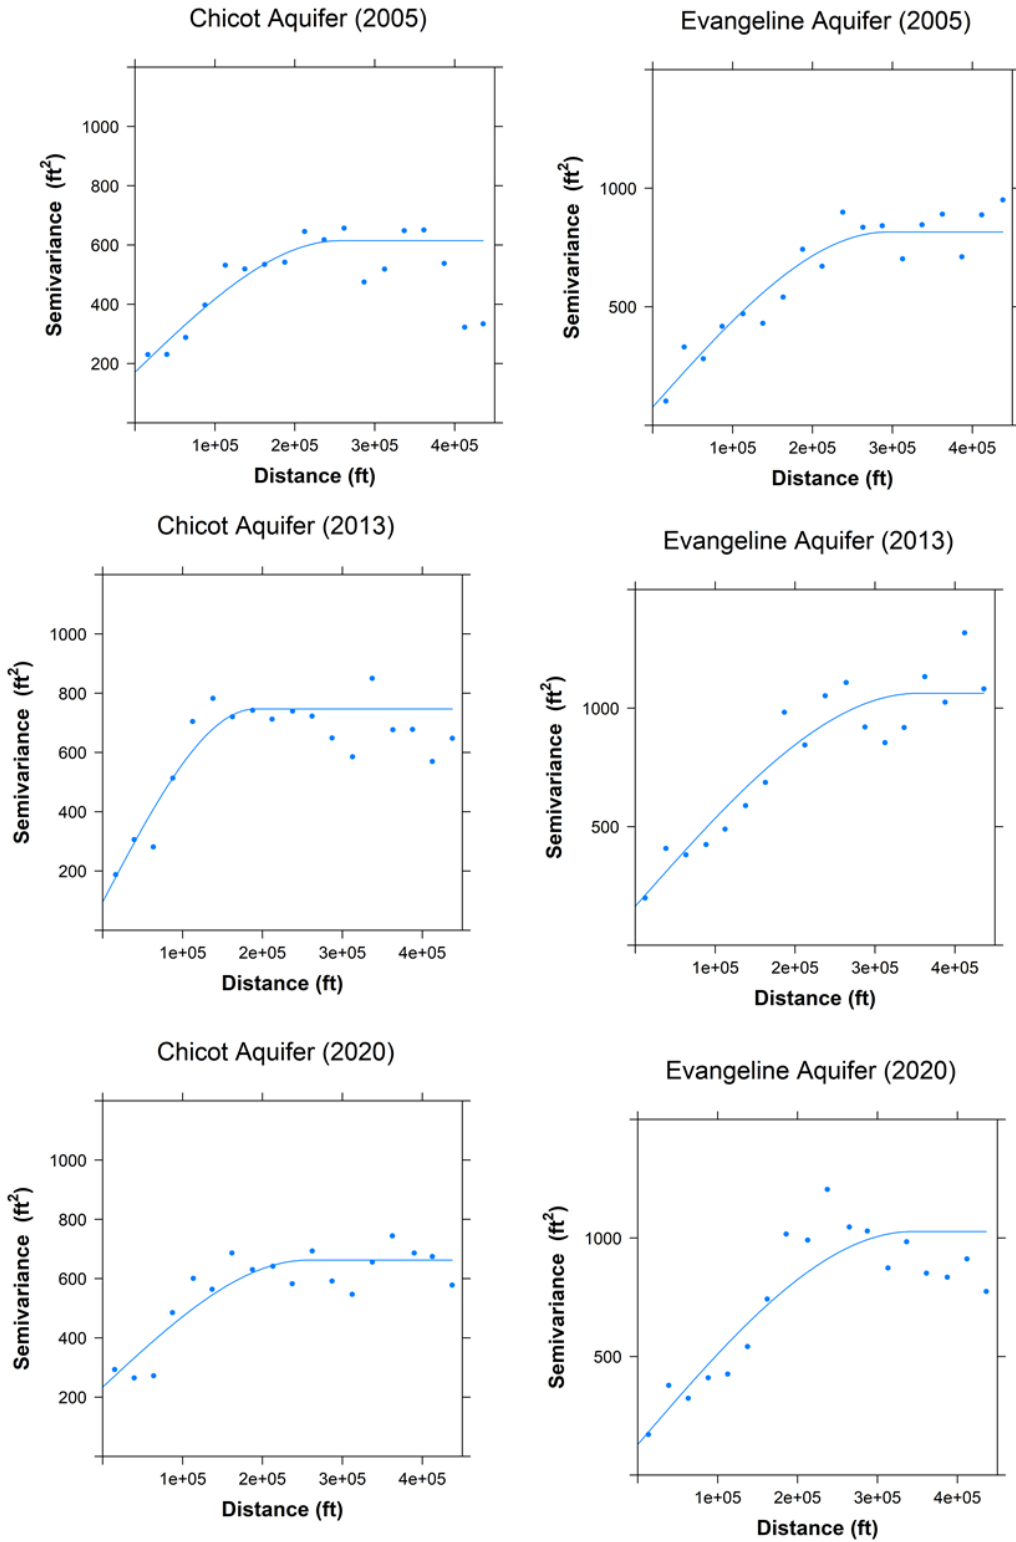 Chicot Aquifer (2005)
Semivariance (ft²)
1000
800
600
400
200
1e+05 2e+05 3e+05 4e+05
Distance (ft)
Evangeline Aquifer (2005)
Semivariance (ft²)
1000
500
1e+05 2e+05 3e+05 4e+05
Distance (ft)
Chicot Aquifer (2013)
Semivariance (ft²)
1000
800
600
400
200
1e+05 2e+05 3e+05 4e+05
Distance (ft)
Evangeline Aquifer (2013)
Semivariance (ft²)
1000
500
1e+05 2e+05 3e+05 4e+05
Distance (ft)
Chicot Aquifer (2020)
Semivariance (ft²)
1000
800
600
400
200
1e+05 2e+05 3e+05 4e+05
Distance (ft)
Evangeline Aquifer (2020)
Semivariance (ft²)
1000
500
1e+05 2e+05 3e+05 4e+05
Distance (ft)